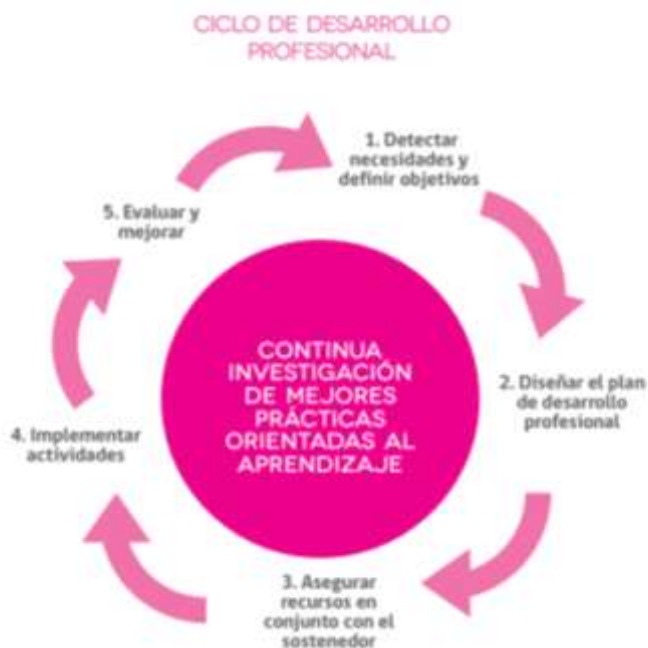 CICLO DE DESARROLLO
PROFESIONAL
1. Detectar
necesidades y
definir objetivos
2. Diseñar el plan
de desarrollo
profesional
3. Asegurar
recursos en
conjunto con el
sostenedor
4. Implementar
actividades
5. Evaluar y
mejorar
CONTINUA
INVESTIGACIÓN
DE MEJORES
PRÁCTICAS
ORIENTADAS AL
APRENDIZAJE